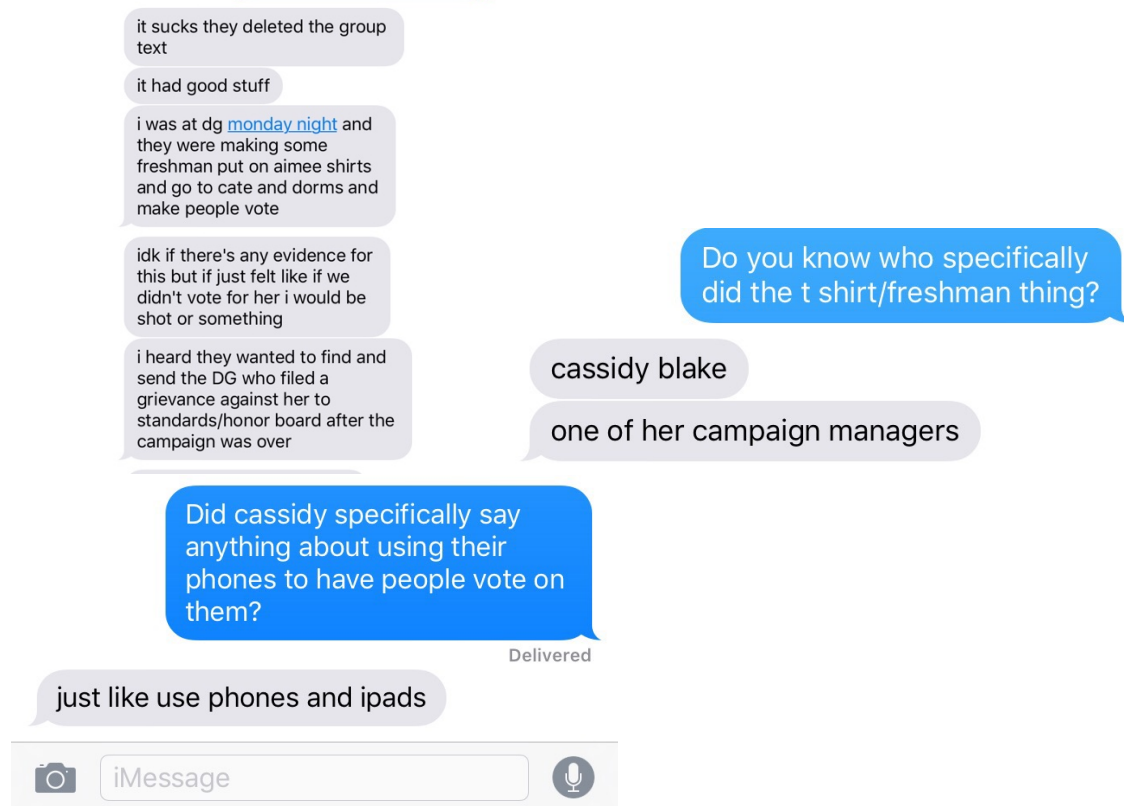 it sucks they deleted the group
text
it had good stuff
i was at dg monday night and
they were making some
freshman put on aimee shirts
and go to cate and dorms and
make people vote
idk if there's any evidence for
this but if just felt like if we
didn't vote for her i would be
shot or something
i heard they wanted to find and
send the DG who filed a
grievance against her to
standards/honor board after the
campaign was over
Do you know who specifically
did the t shirt/freshman thing?
cassidy blake
one of her campaign managers
Did cassidy specifically say
anything about using their
phones to have people vote on
them?
Delivered
just like use phones and ipads
iMessage